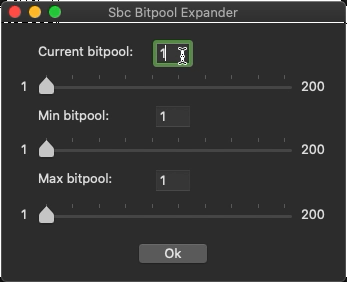 Sbc Bitpool Expander
Current bitpool: 1
1 200
Min bitpool: 1
1 200
Max bitpool: 1
1 200
Ok